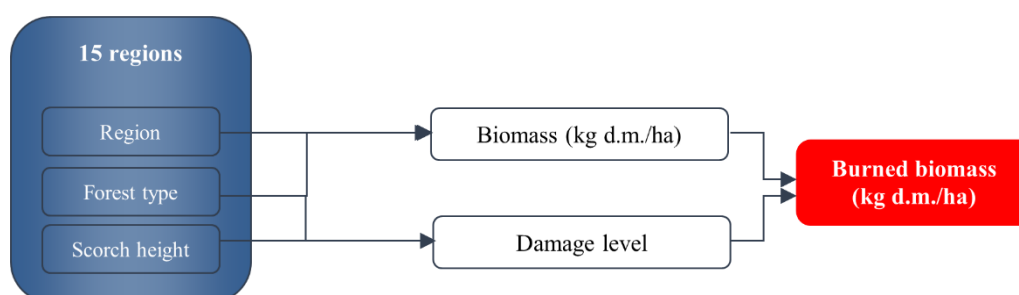 15 regions
Region
Forest type
Scorch height
Biomass (kg d.m./ha)
Damage level
Burned biomass
(kg d.m./ha)